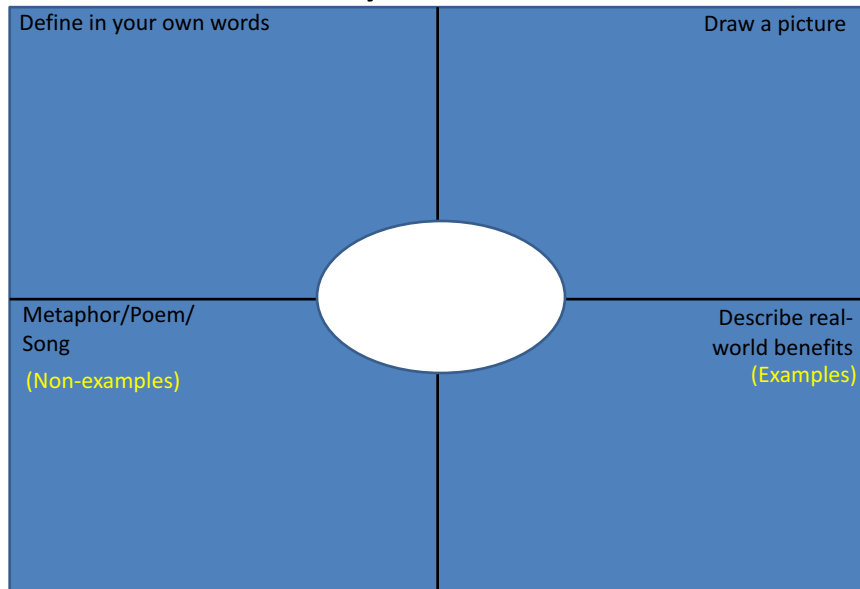 Define in your own words
Draw a picture
Metaphor/Poem/
Song
(Non-examples)
Describe real-
world benefits
(Examples)